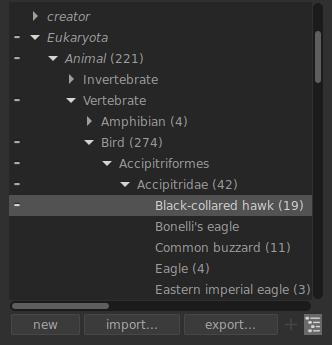 creator
Eukaryota
Animal (221)
Invertebrate
Vertebrate
Amphibian (4)
Bird (274)
Accipitriformes
Accipitridae (42)
Black-collared hawk (19)
Bonelli's eagle
Common buzzard (11)
Eagle (4)
Eastern imperial eagle (3)
new import... export...